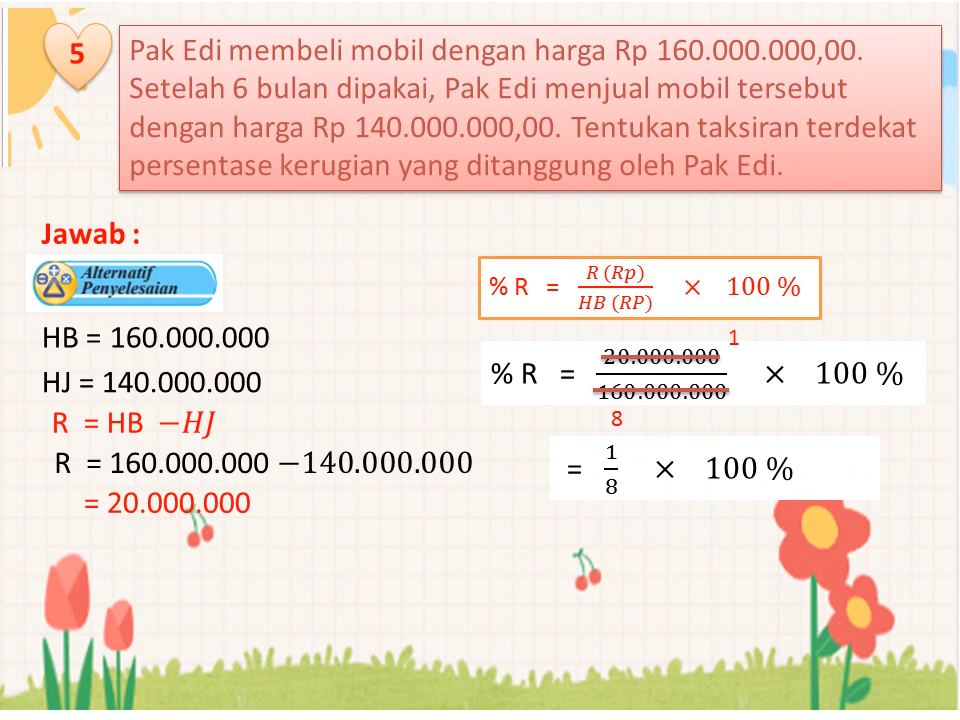 5
Pak Edi membeli mobil dengan harga Rp 160.000.000,00.
Setelah 6 bulan dipakai, Pak Edi menjual mobil tersebut
dengan harga Rp 140.000.000,00. Tentukan taksiran terdekat
persentase kerugian yang ditanggung oleh Pak Edi.
Jawab :
Alternatif
Penyelesaian
HB = 160.000.000
HJ = 140.000.000
R = HB −HJ
R = 160.000.000 −140.000.000
= 20.000.000
% R = R (Rp) / HB (RP) × 100 %
1
% R = 20.000.000 / 160.000.000 × 100 %
8
= 1/8 × 100 %